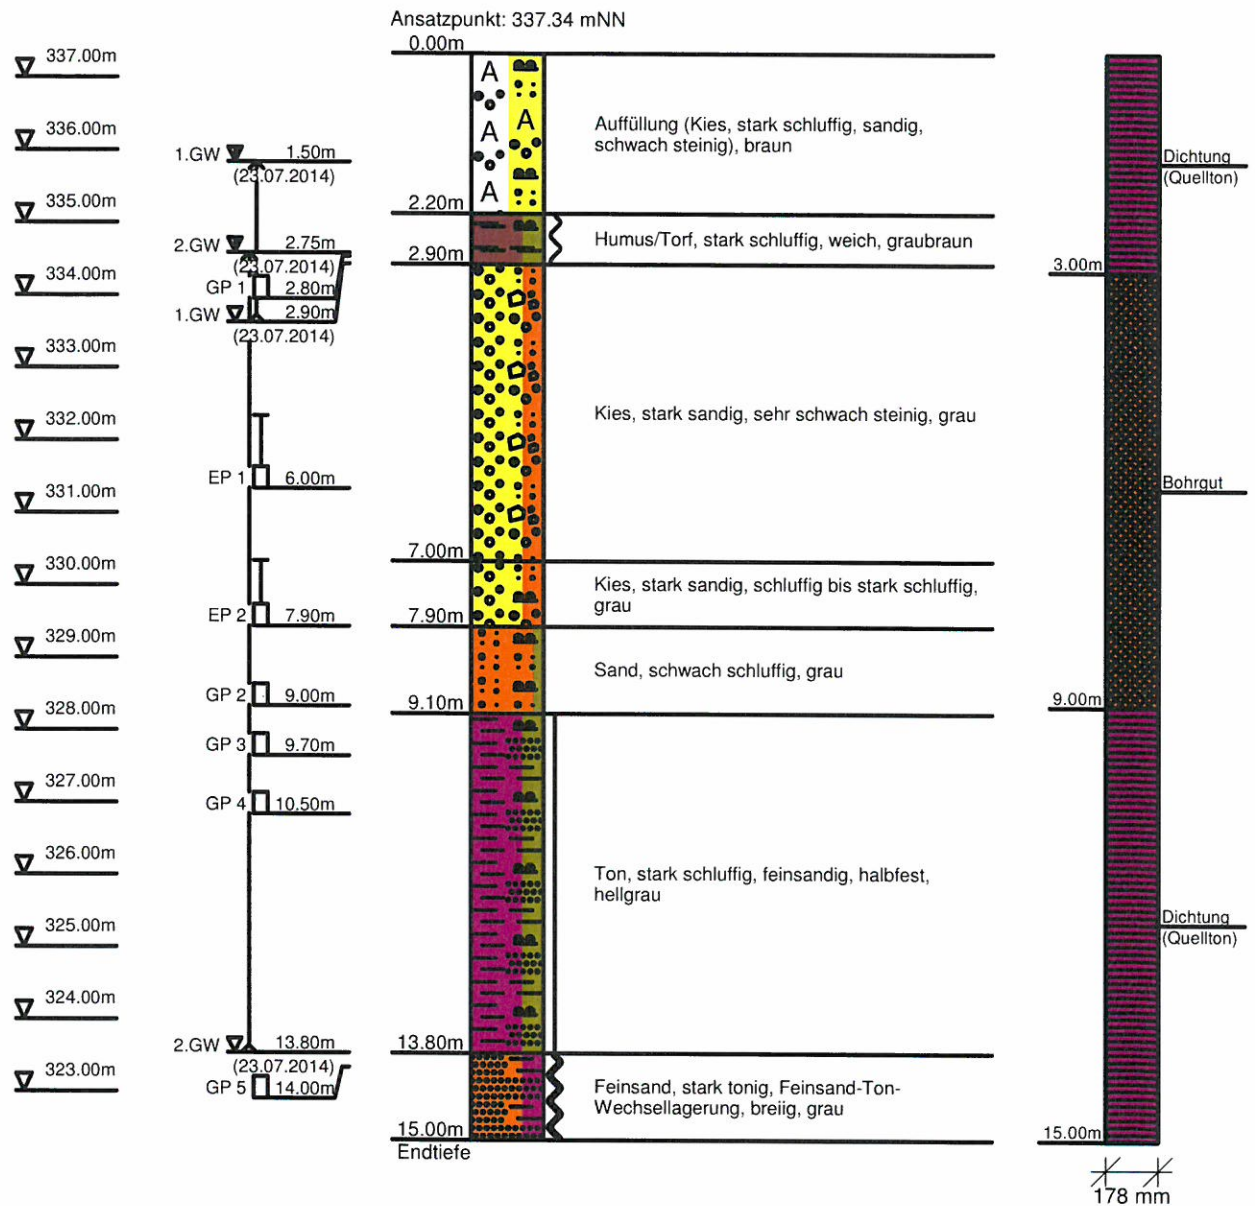 Ansatzpunkt: 337.34 mNN
337.00m
336.00m
335.00m
334.00m
333.00m
332.00m
331.00m
330.00m
329.00m
328.00m
327.00m
326.00m
325.00m
324.00m
323.00m
1.GW 1.50m
(23.07.2014)
2.GW 2.75m
(23.07.2014)
GP 1 2.80m
1.GW 2.90m
(23.07.2014)
EP 1 6.00m
EP 2 7.90m
GP 2 9.00m
GP 3 9.70m
GP 4 10.50m
2.GW 13.80m
(23.07.2014)
GP 5 14.00m
0.00m
A
A
A
A
Auffüllung (Kies, stark schluffig, sandig,
schwach steinig), braun
2.20m
Humus/Torf, stark schluffig, weich, graubraun
2.90m
Kies, stark sandig, sehr schwach steinig, grau
7.00m
Kies, stark sandig, schluffig bis stark schluffig,
grau
7.90m
Sand, schwach schluffig, grau
9.10m
Ton, stark schluffig, feinsandig, halbfest,
hellgrau
13.80m
Feinsand, stark tonig, Feinsand-Ton-
Wechsellagerung, breiig, grau
15.00m
Endtiefe
Dichtung
(Quellton)
3.00m
Bohrgut
9.00m
Dichtung
(Quellton)
15.00m
178 mm